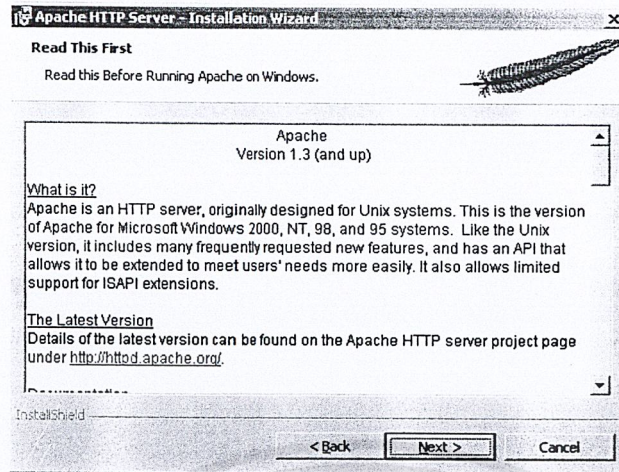 Apache HTTP Server - Installation Wizard
Read This First
Read this Before Running Apache on Windows.
Apache
Version 1.3 (and up)
What is it?
Apache is an HTTP server, originally designed for Unix systems. This is the version
of Apache for Microsoft Windows 2000, NT, 98, and 95 systems. Like the Unix
version, it includes many frequently requested new features, and has an API that
allows it to be extended to meet users' needs more easily. It also allows limited
support for ISAPI extensions.
The Latest Version
Details of the latest version can be found on the Apache HTTP server project page
under http://httpd.apache.org/.
InstallShield
< Back
Next >
Cancel